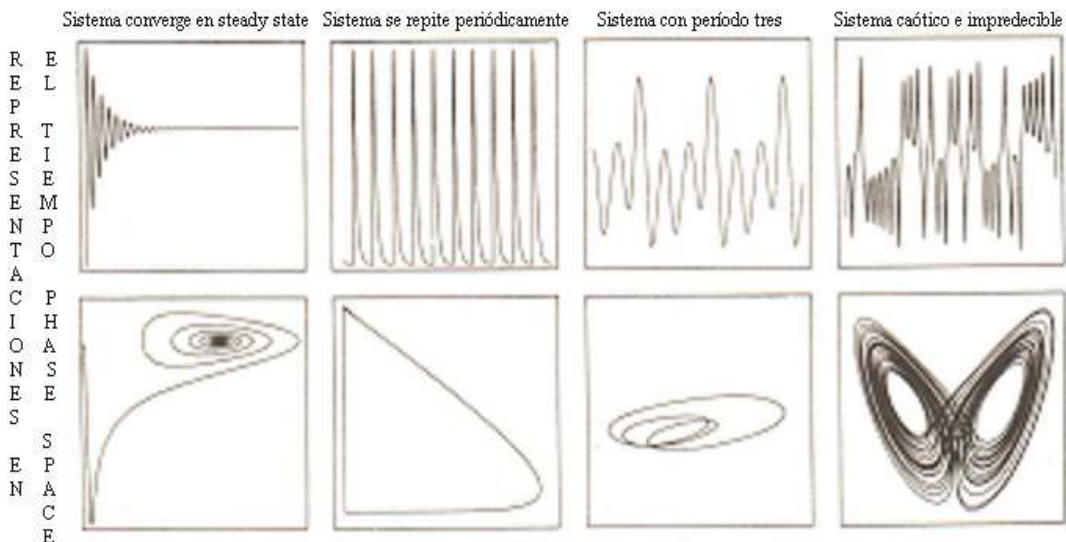 Sistema converge en steady state
Sistema se repite periódicamente
Sistema con período tres
Sistema caótico e impredecible
REPRESENTACIONES EN
EL TIEMPO
PHASE SPACE